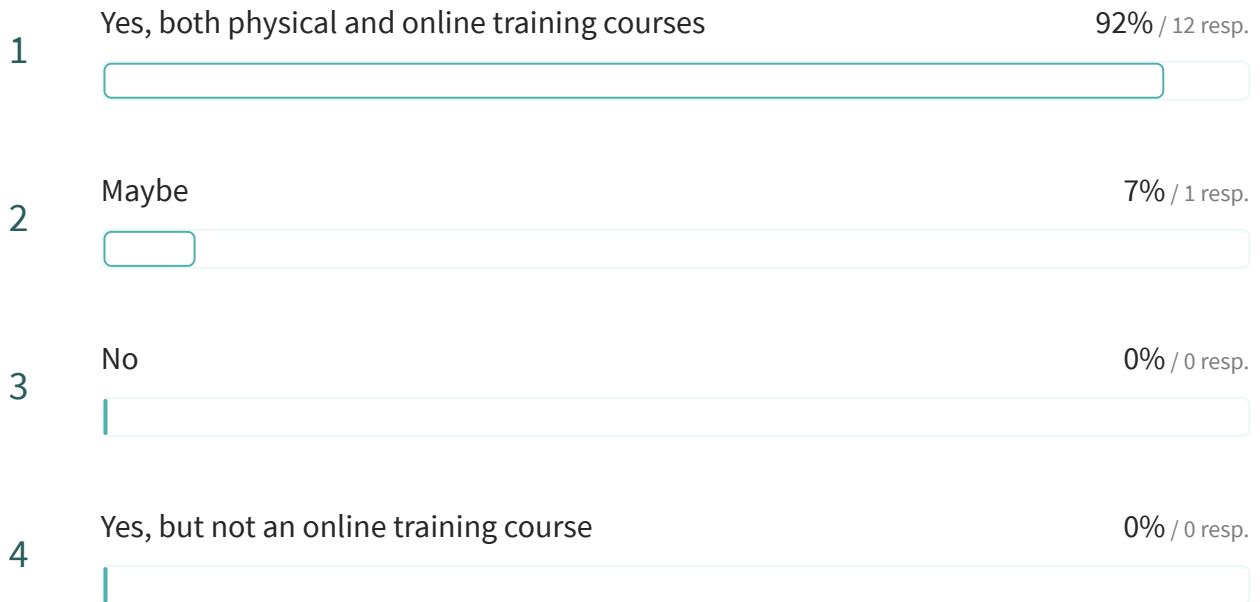 1 Yes, both physical and online training courses 92% / 12 resp.
2 Maybe 7% / 1 resp.
3 No 0% / 0 resp.
4 Yes, but not an online training course 0% / 0 resp.